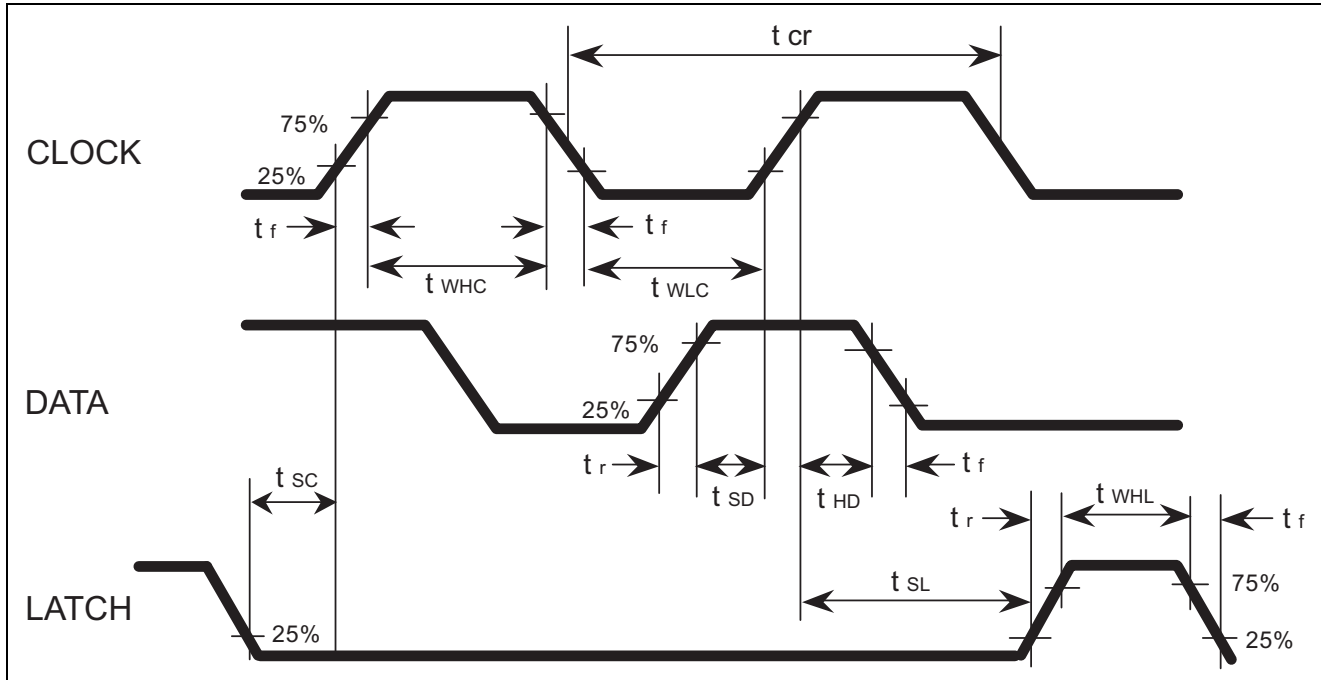 t cr
75%
CLOCK
25%
t f
t f
t WHC
t WLC
75%
DATA
25%
t r
t f
t SC
t SD
t HD
t WHL
t r
t f
t SL
75%
LATCH
25%
25%